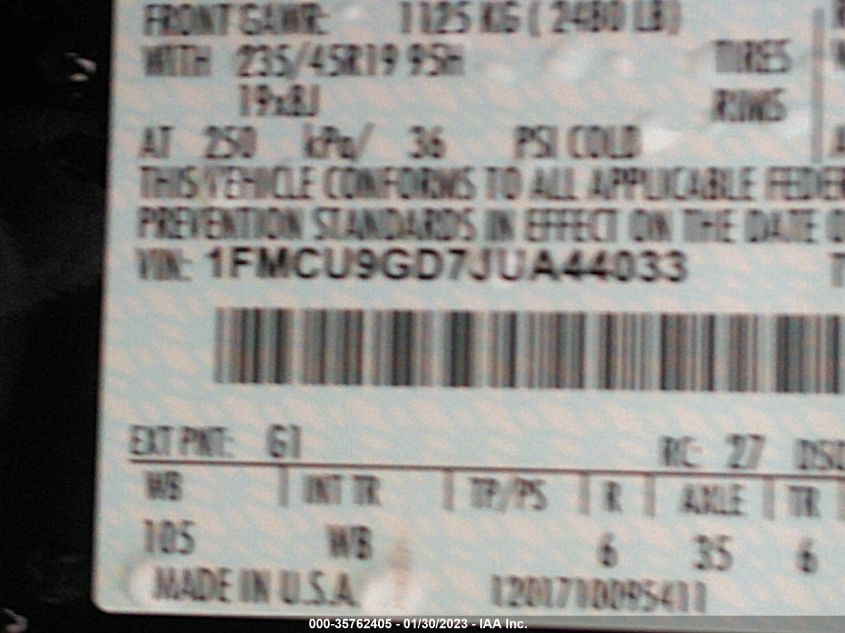 FRONT GAWR: 1125 KG ( 2480 LB)
WITH 235/45R19 95H TIRES
19x8J RIMS
AT 250 kPa/ 36 PSI COLD
THIS VEHICLE CONFORMS TO ALL APPLICABLE FEDER
PREVENTION STANDARDS IN EFFECT ON THE DATE O
VIN: 1FMCU9GD7JUA44033 T
EXT PNT: G1 RC: 27 DSO
WB INT TR TP/PS R AXLE TR
105 WB 6 35 6
MADE IN U.S.A. 1201710095411
000-35762405 - 01/30/2023 - IAA Inc.